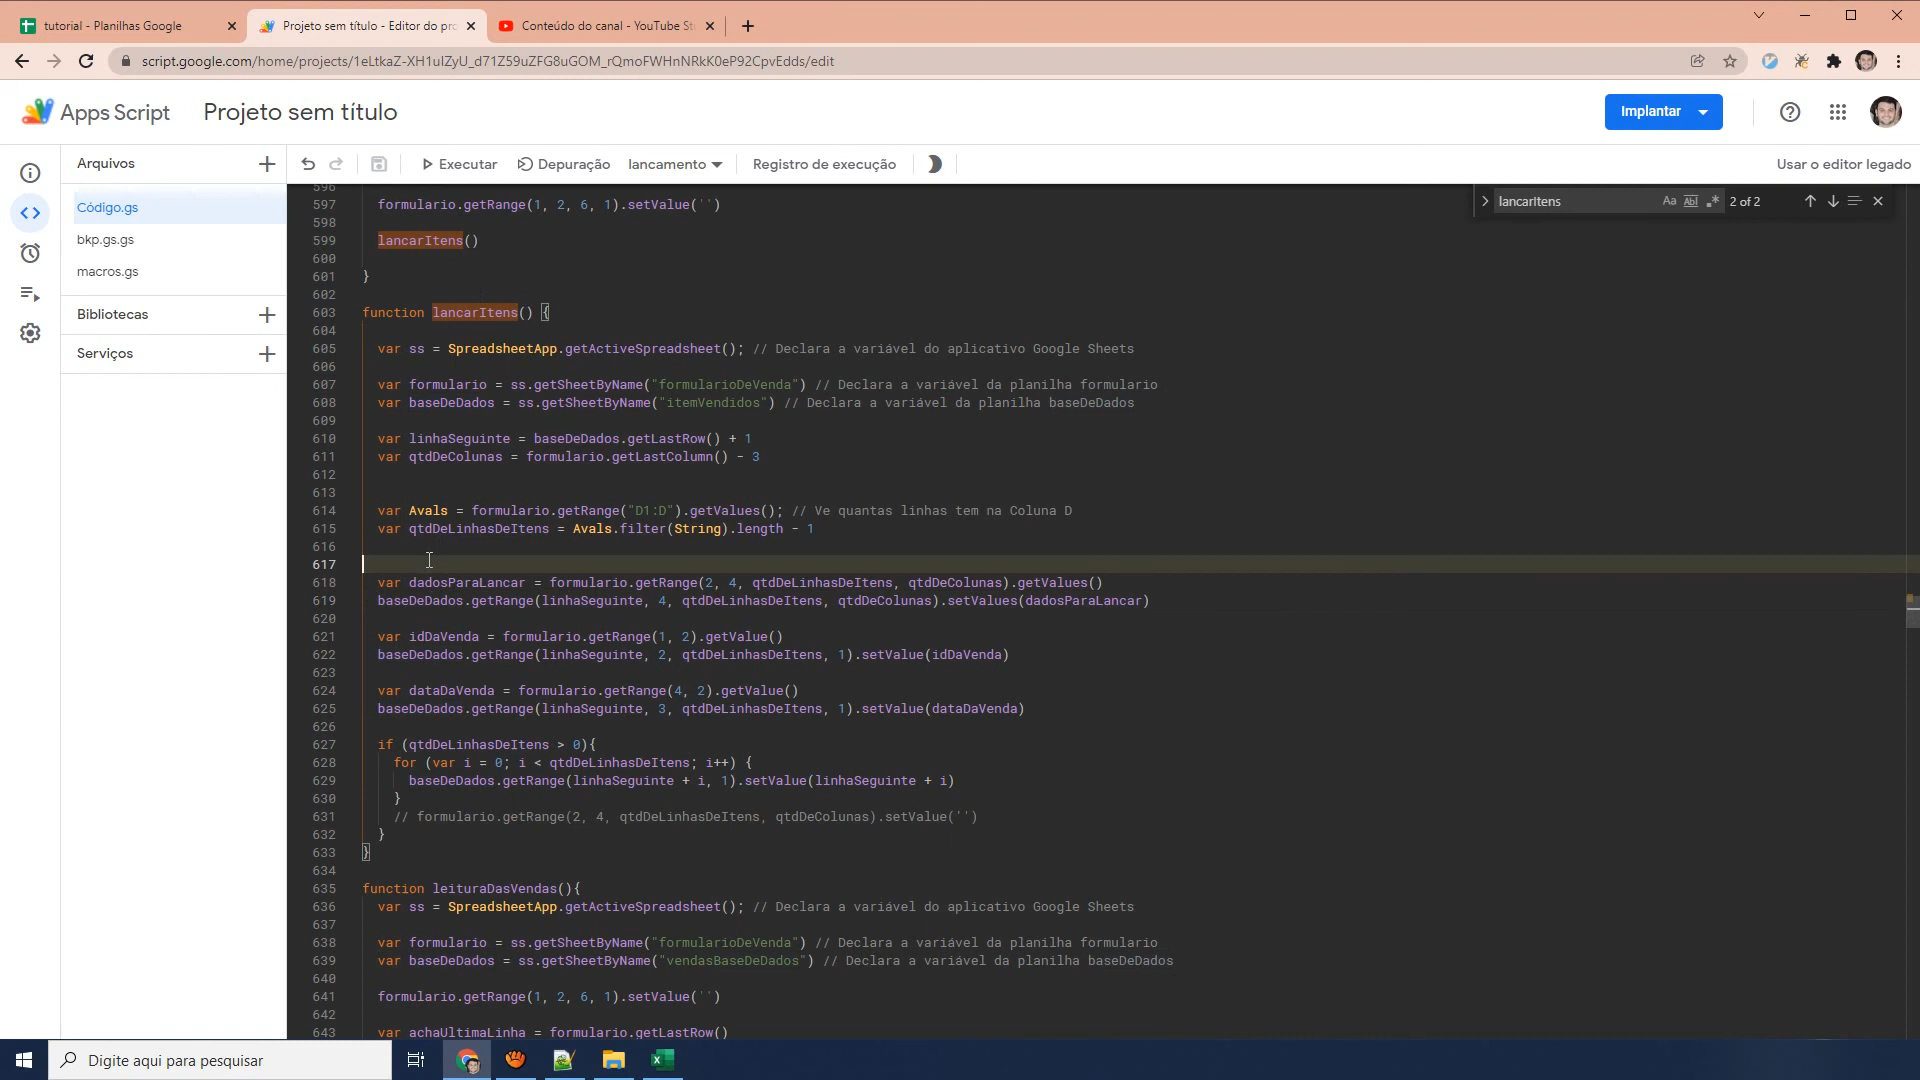 tutorial - Planilhas Google
Projeto sem título - Editor do pro
Conteúdo do canal - YouTube St
script.google.com/home/projects/1eLtkaZ-XH1uIZyU_d71Z59uZFG8uGOM_rQmoFWHnNRkK0eP92CpvEdds/edit
Apps Script
Projeto sem título
Implantar
Arquivos
Executar
Depuração
lancamento
Registro de execução
Usar o editor legado
Código.gs
bkp.gs.gs
macros.gs
Bibliotecas
Serviços
lancarItens
2 of 2
596
597 formulario.getRange(1, 2, 6, 1).setValue('')
598
599 lancarItens()
600
601 }
602
603 function lancarItens() {
604
605 var ss = SpreadsheetApp.getActiveSpreadsheet(); // Declara a variável do aplicativo Google Sheets
606
607 var formulario = ss.getSheetByName("formularioDeVenda") // Declara a variável da planilha formulario
608 var baseDeDados = ss.getSheetByName("itemVendidos") // Declara a variável da planilha baseDeDados
609
610 var linhaSeguinte = baseDeDados.getLastRow() + 1
611 var qtdDeColunas = formulario.getLastColumn() - 3
612
613
614 var Avals = formulario.getRange("D1:D").getValues(); // Ve quantas linhas tem na Coluna D
615 var qtdDeLinhasDeItens = Avals.filter(String).length - 1
616
617
618 var dadosParaLancar = formulario.getRange(2, 4, qtdDeLinhasDeItens, qtdDeColunas).getValues()
619 baseDeDados.getRange(linhaSeguinte, 4, qtdDeLinhasDeItens, qtdDeColunas).setValues(dadosParaLancar)
620
621 var idDaVenda = formulario.getRange(1, 2).getValue()
622 baseDeDados.getRange(linhaSeguinte, 2, qtdDeLinhasDeItens, 1).setValue(idDaVenda)
623
624 var dataDaVenda = formulario.getRange(4, 2).getValue()
625 baseDeDados.getRange(linhaSeguinte, 3, qtdDeLinhasDeItens, 1).setValue(dataDaVenda)
626
627 if (qtdDeLinhasDeItens > 0){
628 for (var i = 0; i < qtdDeLinhasDeItens; i++) {
629 baseDeDados.getRange(linhaSeguinte + i, 1).setValue(linhaSeguinte + i)
630 }
631 // formulario.getRange(2, 4, qtdDeLinhasDeItens, qtdDeColunas).setValue('')
632 }
633 }
634
635 function leituraDasVendas(){
636 var ss = SpreadsheetApp.getActiveSpreadsheet(); // Declara a variável do aplicativo Google Sheets
637
638 var formulario = ss.getSheetByName("formularioDeVenda") // Declara a variável da planilha formulario
639 var baseDeDados = ss.getSheetByName("vendasBaseDeDados") // Declara a variável da planilha baseDeDados
640
641 formulario.getRange(1, 2, 6, 1).setValue('')
642
643 var achaUltimaLinha = formulario.getLastRow()
Digite aqui para pesquisar